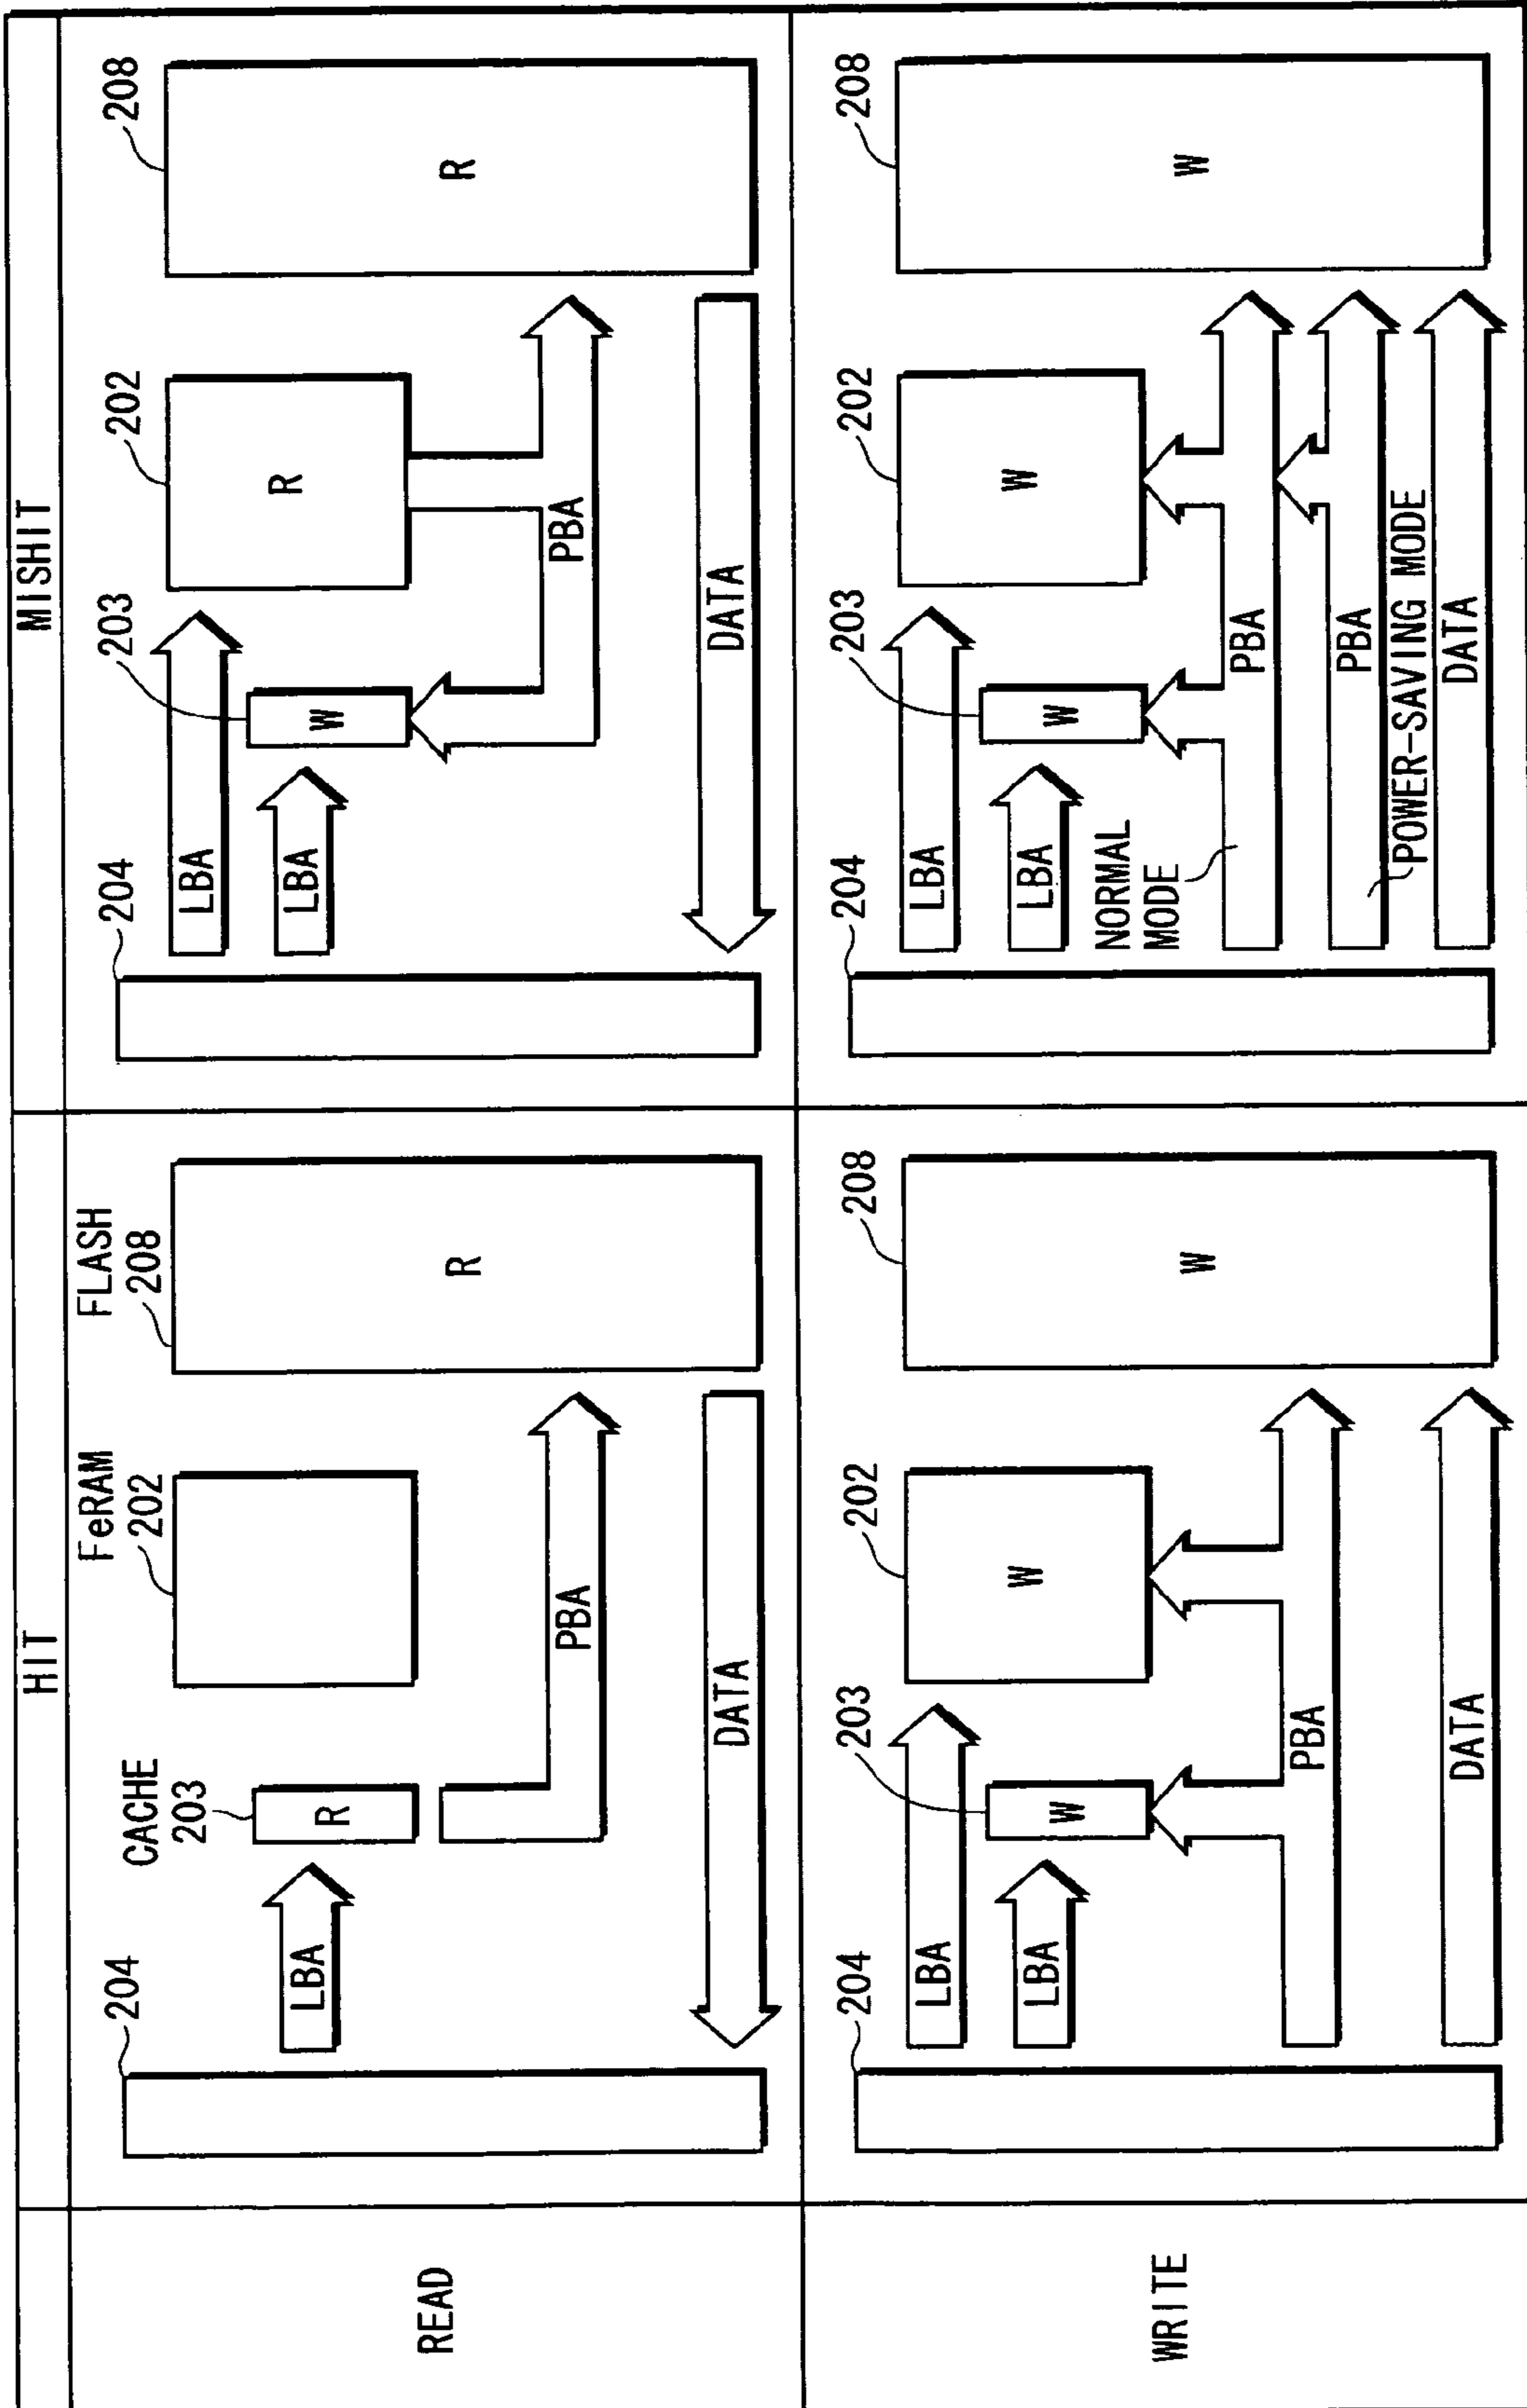 HIT
MISHIT
READ
204
LBA
CACHE
203
R
FeRAM
202
PBA
FLASH
208
R
DATA
204
LBA
LBA
203
W
202
R
PBA
208
R
DATA
WRITE
204
LBA
LBA
203
W
202
W
PBA
208
W
DATA
204
LBA
LBA
203
W
202
W
NORMAL
MODE
PBA
PBA
POWER-SAVING MODE
208
W
DATA